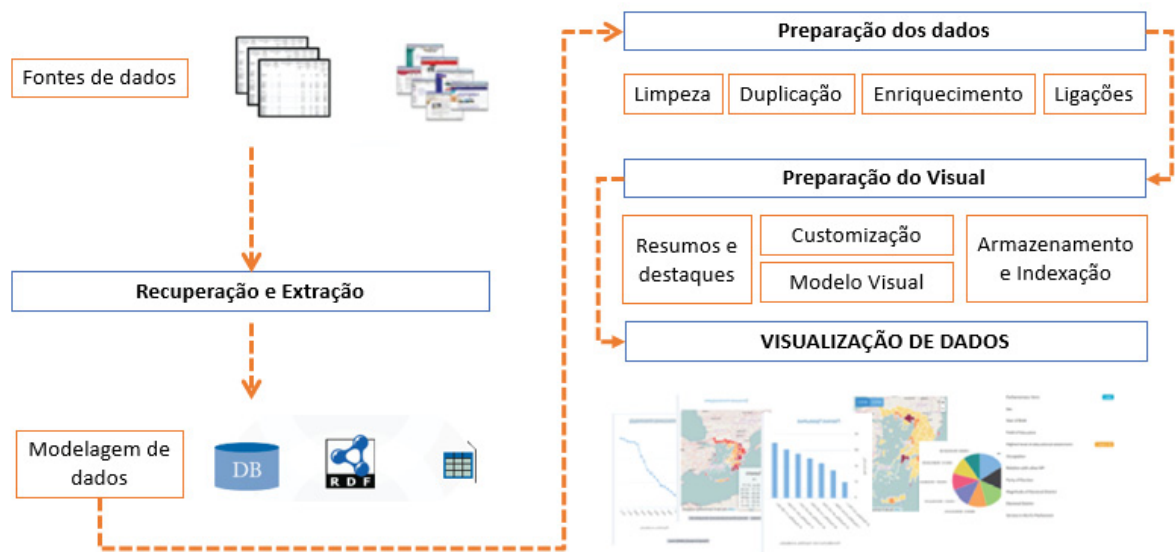 Fontes de dados
Recuperação e Extração
Modelagem de
dados
DB
RDF
Preparação dos dados
Limpeza
Duplicação
Enriquecimento
Ligações
Preparação do Visual
Resumos e
destaques
Customização
Modelo Visual
Armazenamento
e Indexação
VISUALIZAÇÃO DE DADOS